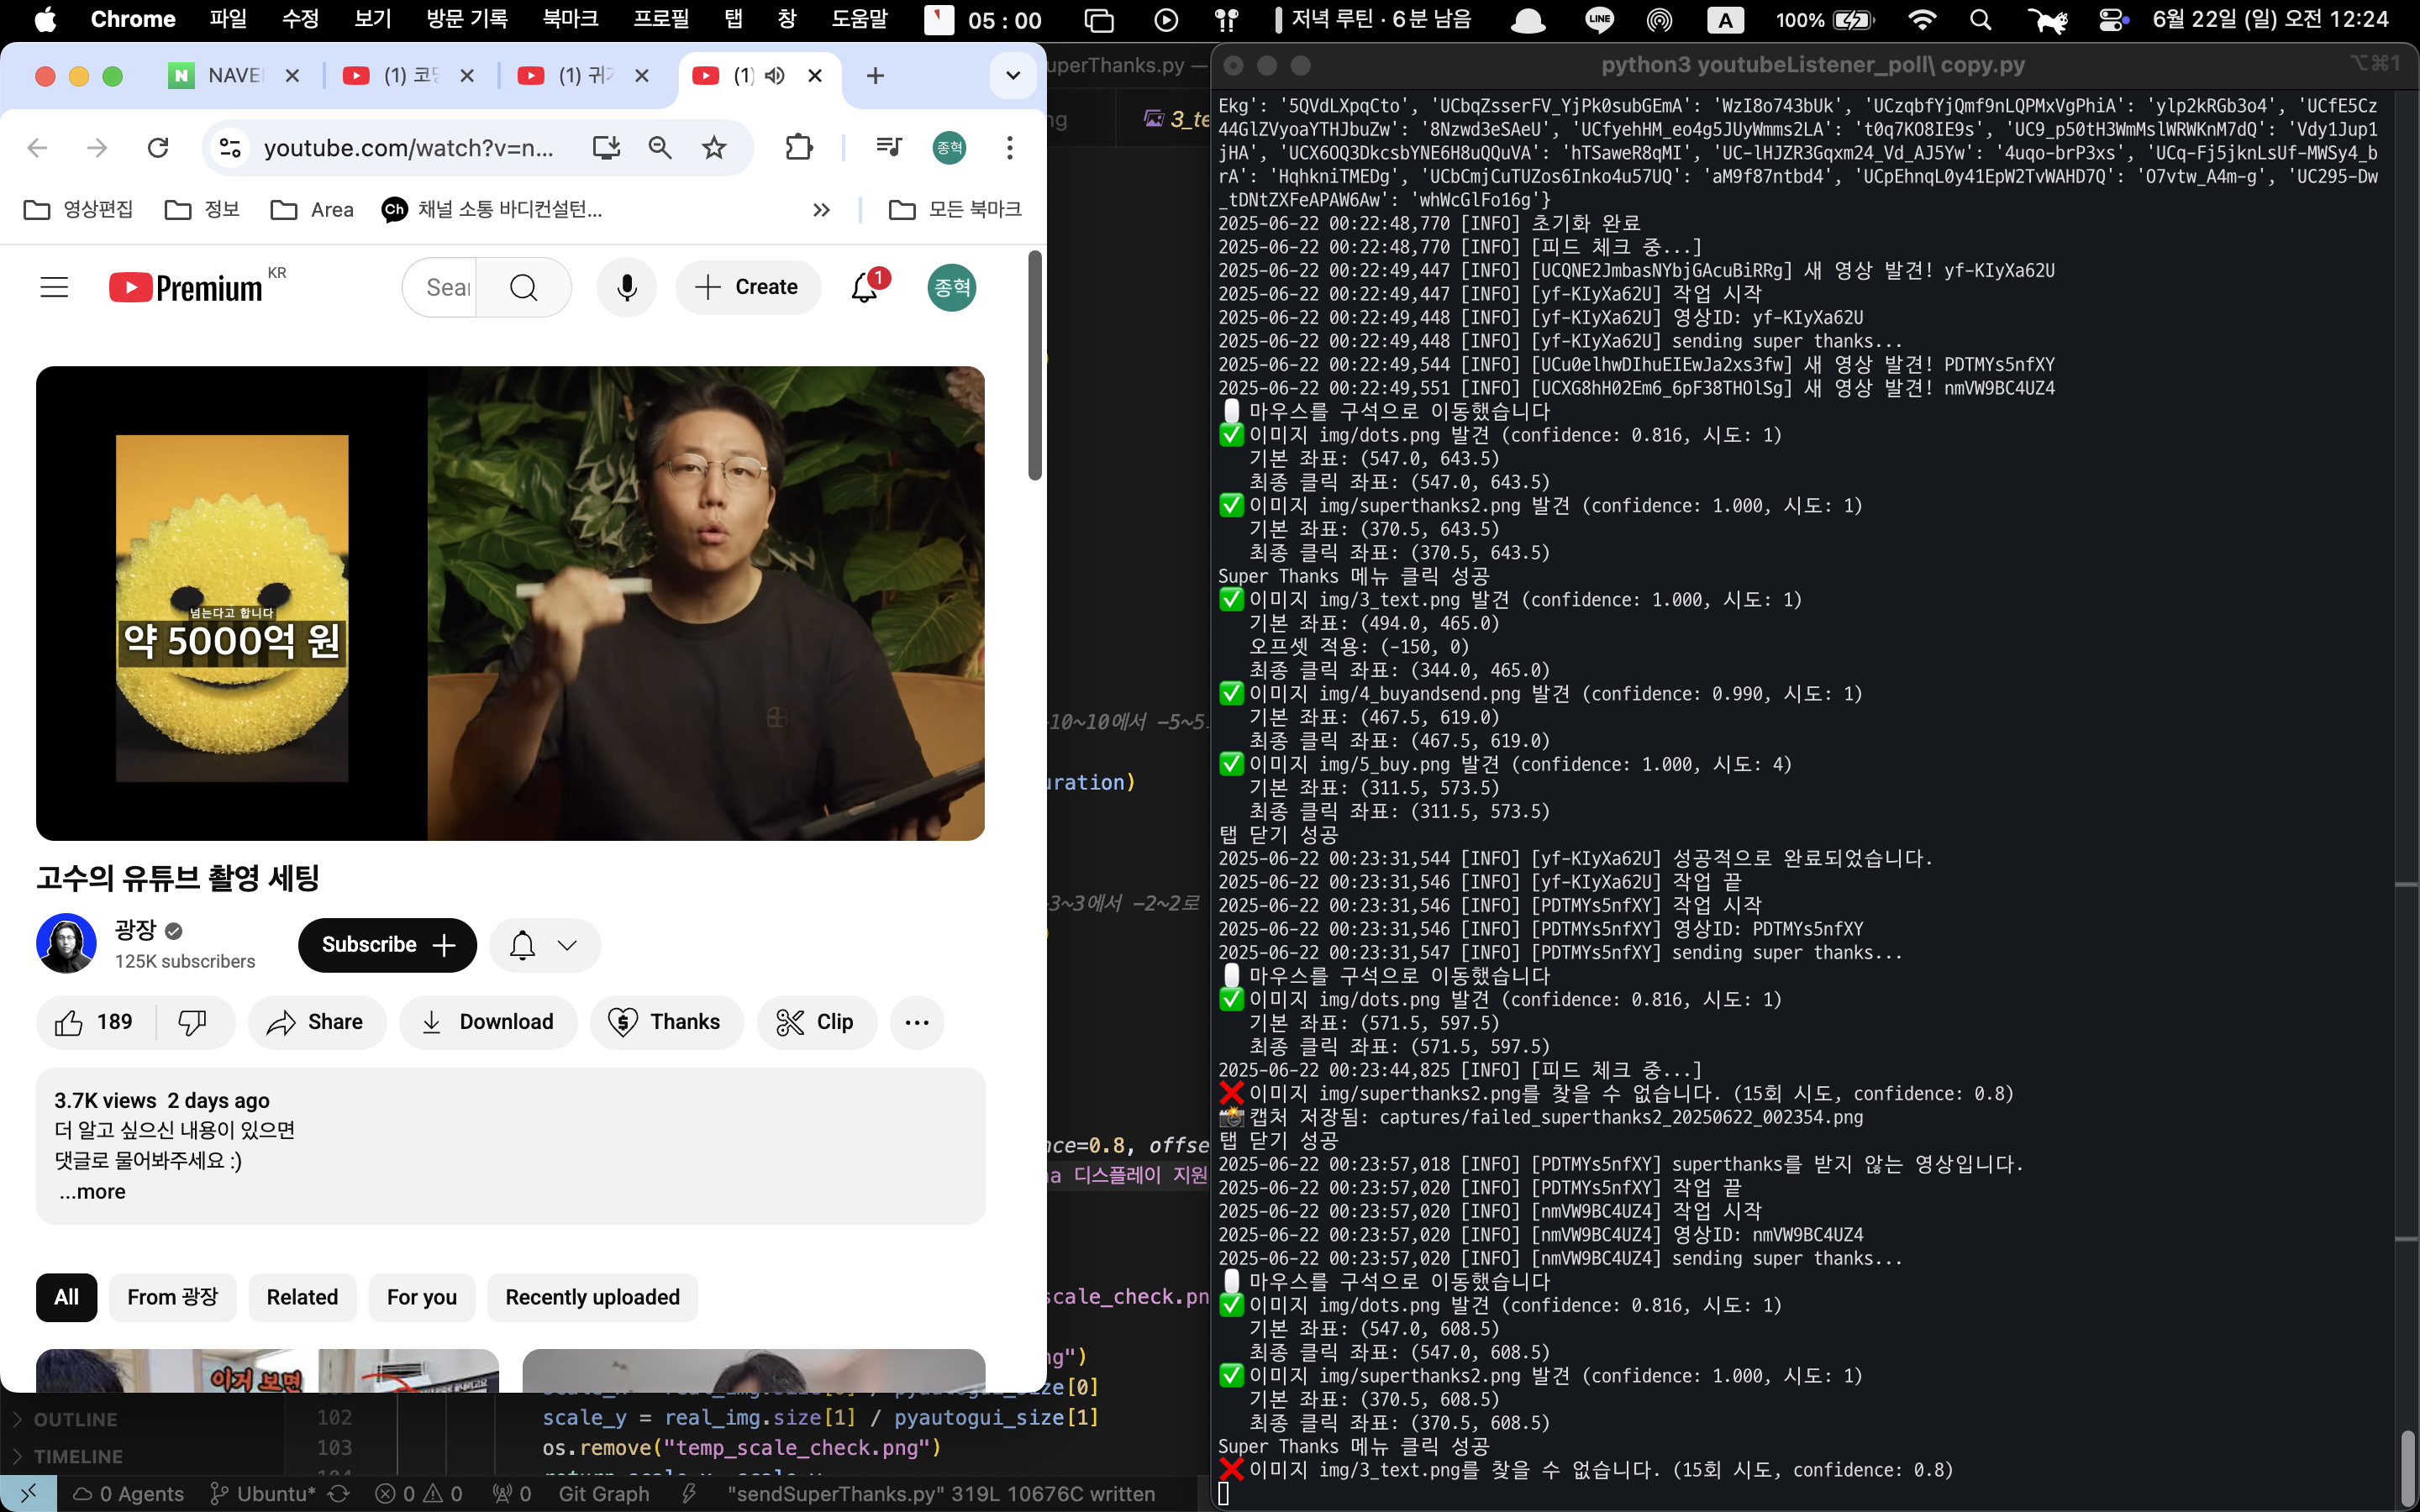 Chrome 파일 수정 보기 방문 기록 북마크 프로필 탭 창 도움말 05 : 00 저녁 루틴 · 6분 남음 LINE A 100% 6월 22일 (일) 오전 12:24
NAVE (1) 코 (1) 귀 (1)
youtube.com/watch?v=n... 종혁
영상편집 정보 Area Ch 채널 소통 바디컨설턴... 모든 북마크
Premium KR Sear Create 1 종혁
넘는다고 합니다
약 5000억 원
고수의 유튜브 촬영 세팅
광장
125K subscribers
Subscribe
189 Share Download Thanks Clip
3.7K views 2 days ago
더 알고 싶으신 내용이 있으면
댓글로 물어봐주세요 :)
...more
All From 광장 Related For you Recently uploaded
이거 보면
uperThanks.py —
ng 3_te
-10~10에서 -5~5
uration)
-3~3에서 -2~2로
nce=0.8, offse
na 디스플레이 지원
scale_check.pn
ng")
ze[0]
OUTLINE
TIMELINE
102 scale_y = real_img.size[1] / pyautogui_size[1]
103 os.remove("temp_scale_check.png")
0 Agents Ubuntu* 0 0 0 Git Graph "sendSuperThanks.py" 319L 10676C written
python3 youtubeListener_poll\ copy.py ⌥⌘1
Ekg': '5QVdLXpqCto', 'UCbqZsserFV_YjPk0subGEmA': 'WzI8o743bUk', 'UCzqbfYjQmf9nLQPMxVgPhiA': 'ylp2kRGb3o4', 'UCfE5Cz
44GlZVyoaYTHJbuZw': '8Nzwd3eSAeU', 'UCfyehHM_eo4g5JUyWmms2LA': 't0q7KO8IE9s', 'UC9_p50tH3WmMslWRWKnM7dQ': 'Vdy1Jup1
jHA', 'UCX6OQ3DkcsbYNE6H8uQQuVA': 'hTSaweR8qMI', 'UC-lHJZR3Gqxm24_Vd_AJ5Yw': '4uqo-brP3xs', 'UCq-Fj5jknLsUf-MWSy4_b
rA': 'HqhkniTMEDg', 'UCbCmjCuTUZos6Inko4u57UQ': 'aM9f87ntbd4', 'UCpEhnqL0y41EpW2TvWAHD7Q': 'O7vtw_A4m-g', 'UC295-Dw
_tDNtZXFeAPAW6Aw': 'whWcGlFo16g'}
2025-06-22 00:22:48,770 [INFO] 초기화 완료
2025-06-22 00:22:48,770 [INFO] [피드 체크 중...]
2025-06-22 00:22:49,447 [INFO] [UCQNE2JmbasNYbjGAcuBiRRg] 새 영상 발견! yf-KIyXa62U
2025-06-22 00:22:49,447 [INFO] [yf-KIyXa62U] 작업 시작
2025-06-22 00:22:49,448 [INFO] [yf-KIyXa62U] 영상ID: yf-KIyXa62U
2025-06-22 00:22:49,448 [INFO] [yf-KIyXa62U] sending super thanks...
2025-06-22 00:22:49,544 [INFO] [UCu0elhwDIhuEIEwJa2xs3fw] 새 영상 발견! PDTMYs5nfXY
2025-06-22 00:22:49,551 [INFO] [UCXG8hH02Em6_6pF38THOlSg] 새 영상 발견! nmVW9BC4UZ4
마우스를 구석으로 이동했습니다
✅ 이미지 img/dots.png 발견 (confidence: 0.816, 시도: 1)
기본 좌표: (547.0, 643.5)
최종 클릭 좌표: (547.0, 643.5)
✅ 이미지 img/superthanks2.png 발견 (confidence: 1.000, 시도: 1)
기본 좌표: (370.5, 643.5)
최종 클릭 좌표: (370.5, 643.5)
Super Thanks 메뉴 클릭 성공
✅ 이미지 img/3_text.png 발견 (confidence: 1.000, 시도: 1)
기본 좌표: (494.0, 465.0)
오프셋 적용: (-150, 0)
최종 클릭 좌표: (344.0, 465.0)
✅ 이미지 img/4_buyandsend.png 발견 (confidence: 0.990, 시도: 1)
기본 좌표: (467.5, 619.0)
최종 클릭 좌표: (467.5, 619.0)
✅ 이미지 img/5_buy.png 발견 (confidence: 1.000, 시도: 4)
기본 좌표: (311.5, 573.5)
최종 클릭 좌표: (311.5, 573.5)
탭 닫기 성공
2025-06-22 00:23:31,544 [INFO] [yf-KIyXa62U] 성공적으로 완료되었습니다.
2025-06-22 00:23:31,546 [INFO] [yf-KIyXa62U] 작업 끝
2025-06-22 00:23:31,546 [INFO] [PDTMYs5nfXY] 작업 시작
2025-06-22 00:23:31,546 [INFO] [PDTMYs5nfXY] 영상ID: PDTMYs5nfXY
2025-06-22 00:23:31,547 [INFO] [PDTMYs5nfXY] sending super thanks...
마우스를 구석으로 이동했습니다
✅ 이미지 img/dots.png 발견 (confidence: 0.816, 시도: 1)
기본 좌표: (571.5, 597.5)
최종 클릭 좌표: (571.5, 597.5)
2025-06-22 00:23:44,825 [INFO] [피드 체크 중...]
❌ 이미지 img/superthanks2.png를 찾을 수 없습니다. (15회 시도, confidence: 0.8)
📸 캡처 저장됨: captures/failed_superthanks2_20250622_002354.png
탭 닫기 성공
2025-06-22 00:23:57,018 [INFO] [PDTMYs5nfXY] superthanks를 받지 않는 영상입니다.
2025-06-22 00:23:57,020 [INFO] [PDTMYs5nfXY] 작업 끝
2025-06-22 00:23:57,020 [INFO] [nmVW9BC4UZ4] 작업 시작
2025-06-22 00:23:57,020 [INFO] [nmVW9BC4UZ4] 영상ID: nmVW9BC4UZ4
2025-06-22 00:23:57,020 [INFO] [nmVW9BC4UZ4] sending super thanks...
마우스를 구석으로 이동했습니다
✅ 이미지 img/dots.png 발견 (confidence: 0.816, 시도: 1)
기본 좌표: (547.0, 608.5)
최종 클릭 좌표: (547.0, 608.5)
✅ 이미지 img/superthanks2.png 발견 (confidence: 1.000, 시도: 1)
기본 좌표: (370.5, 608.5)
최종 클릭 좌표: (370.5, 608.5)
Super Thanks 메뉴 클릭 성공
❌ 이미지 img/3_text.png를 찾을 수 없습니다. (15회 시도, confidence: 0.8)